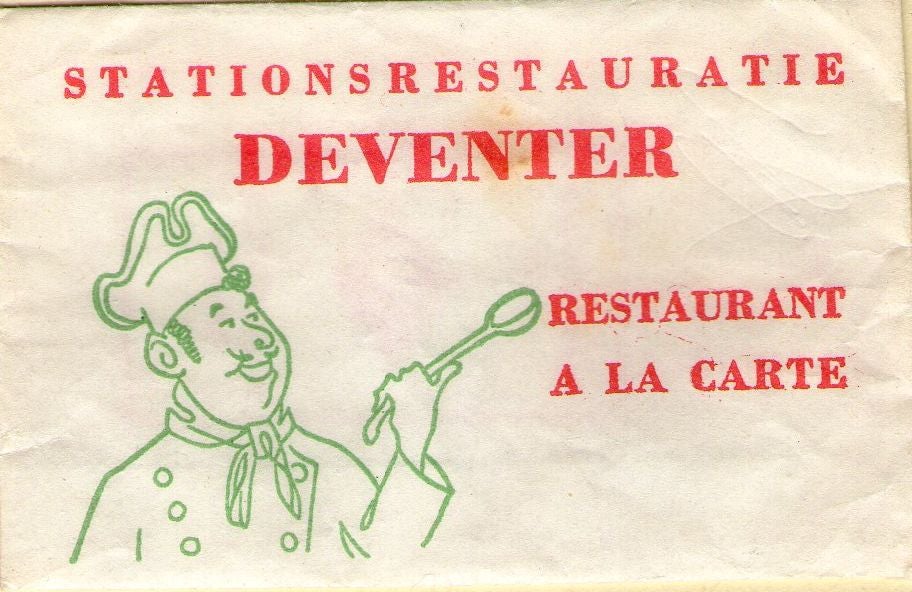 STATIONSRESTAURATIE
DEVENTER
RESTAURANT
A LA CARTE